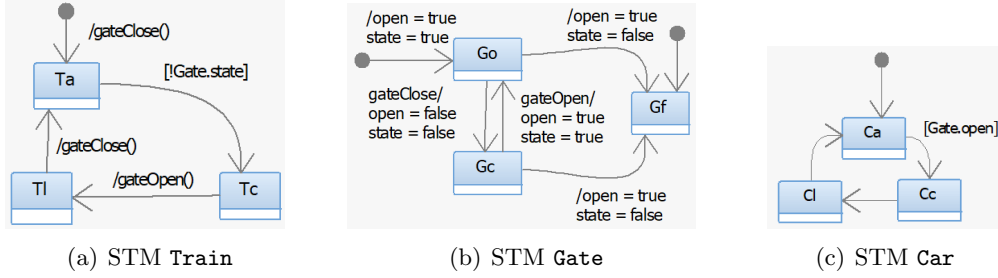 /gateClose()
Ta
[!Gate.state]
/gateClose()
Tl
/gateOpen()
Tc
(a) STM Train
/open = true
state = true
Go
/open = true
state = false
gateClose/
open = false
state = false
gateOpen/
open = true
state = true
Gf
Gc
/open = true
state = false
(b) STM Gate
Ca
[Gate.open]
Cl
Cc
(c) STM Car